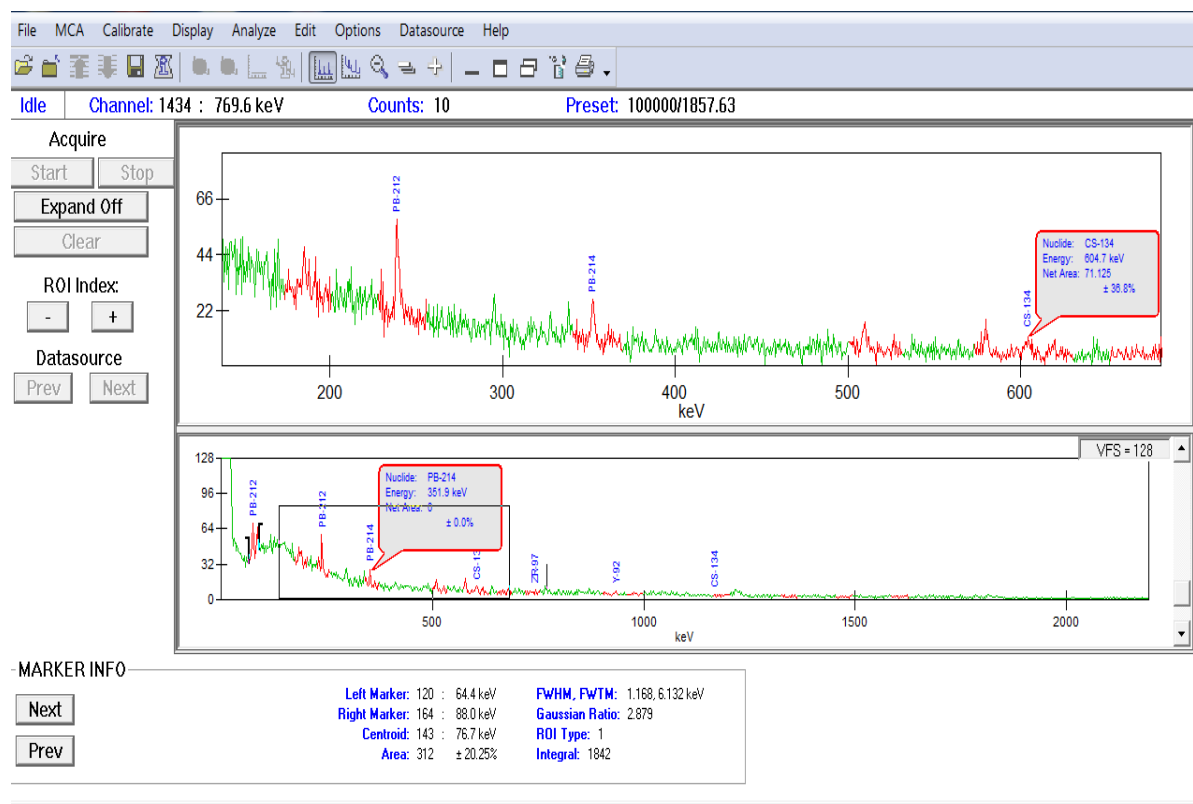 File MCA Calibrate Display Analyze Edit Options Datasource Help
Idle Channel: 1434 : 769.6 keV Counts: 10 Preset: 100000/1857.63
Acquire
Start Stop
Expand Off
Clear
ROI Index:
- +
Datasource
Prev Next
66
44
22
PB-212
PB-214
CS-134
Nuclide: CS-134
Energy: 604.7 keV
Net Area: 71.125
± 36.8%
200 300 400 500 600
keV
VFS = 128
128
96
64
32
0
PB-212
PB-212
PB-214
Nuclide: PB-214
Energy: 351.9 keV
Net Area: 0
± 0.0%
ZR-97
Y-92
CS-134
500 1000 1500 2000
keV
MARKER INFO
Next
Prev
Left Marker: 120 : 64.4 keV FWHM, FWTM: 1.168, 6.132 keV
Right Marker: 164 : 88.0 keV Gaussian Ratio: 2.879
Centroid: 143 : 76.7 keV ROI Type: 1
Area: 312 ± 20.25% Integral: 1842